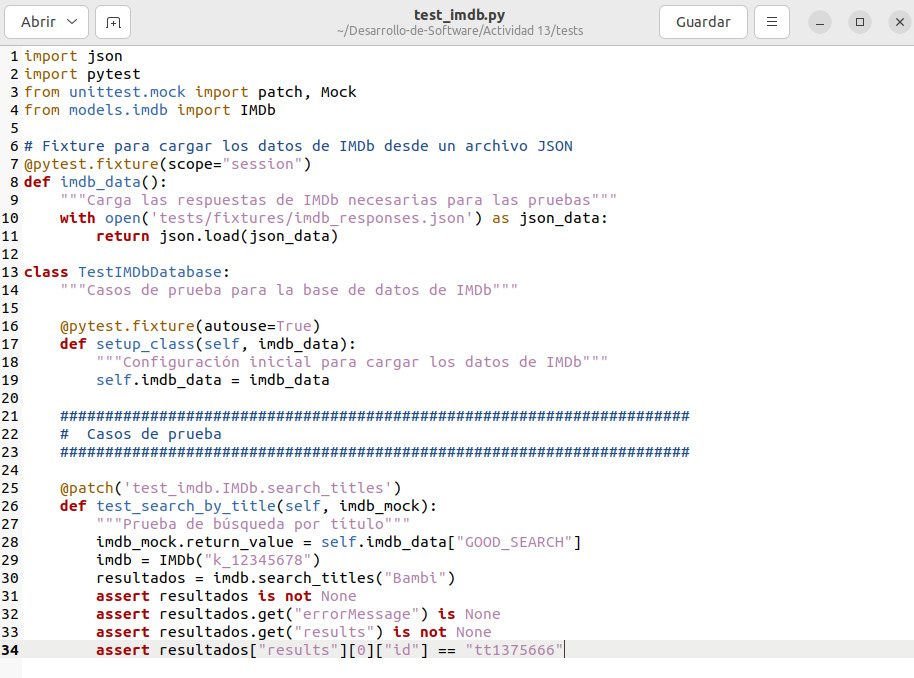 Abrir
test_imdb.py
~/Desarrollo-de-Software/Actividad 13/tests
Guardar
1 import json
2 import pytest
3 from unittest.mock import patch, Mock
4 from models.imdb import IMDb
5
6 # Fixture para cargar los datos de IMDb desde un archivo JSON
7 @pytest.fixture(scope="session")
8 def imdb_data():
9     """Carga las respuestas de IMDb necesarias para las pruebas"""
10     with open('tests/fixtures/imdb_responses.json') as json_data:
11         return json.load(json_data)
12
13 class TestIMDbDatabase:
14     """Casos de prueba para la base de datos de IMDb"""
15
16     @pytest.fixture(autouse=True)
17     def setup_class(self, imdb_data):
18         """Configuración inicial para cargar los datos de IMDb"""
19         self.imdb_data = imdb_data
20
21     ######################################################################
22     #  Casos de prueba
23     ######################################################################
24
25     @patch('test_imdb.IMDb.search_titles')
26     def test_search_by_title(self, imdb_mock):
27         """Prueba de búsqueda por título"""
28         imdb_mock.return_value = self.imdb_data["GOOD_SEARCH"]
29         imdb = IMDb("k_12345678")
30         resultados = imdb.search_titles("Bambi")
31         assert resultados is not None
32         assert resultados.get("errorMessage") is None
33         assert resultados.get("results") is not None
34         assert resultados["results"][0]["id"] == "tt1375666"